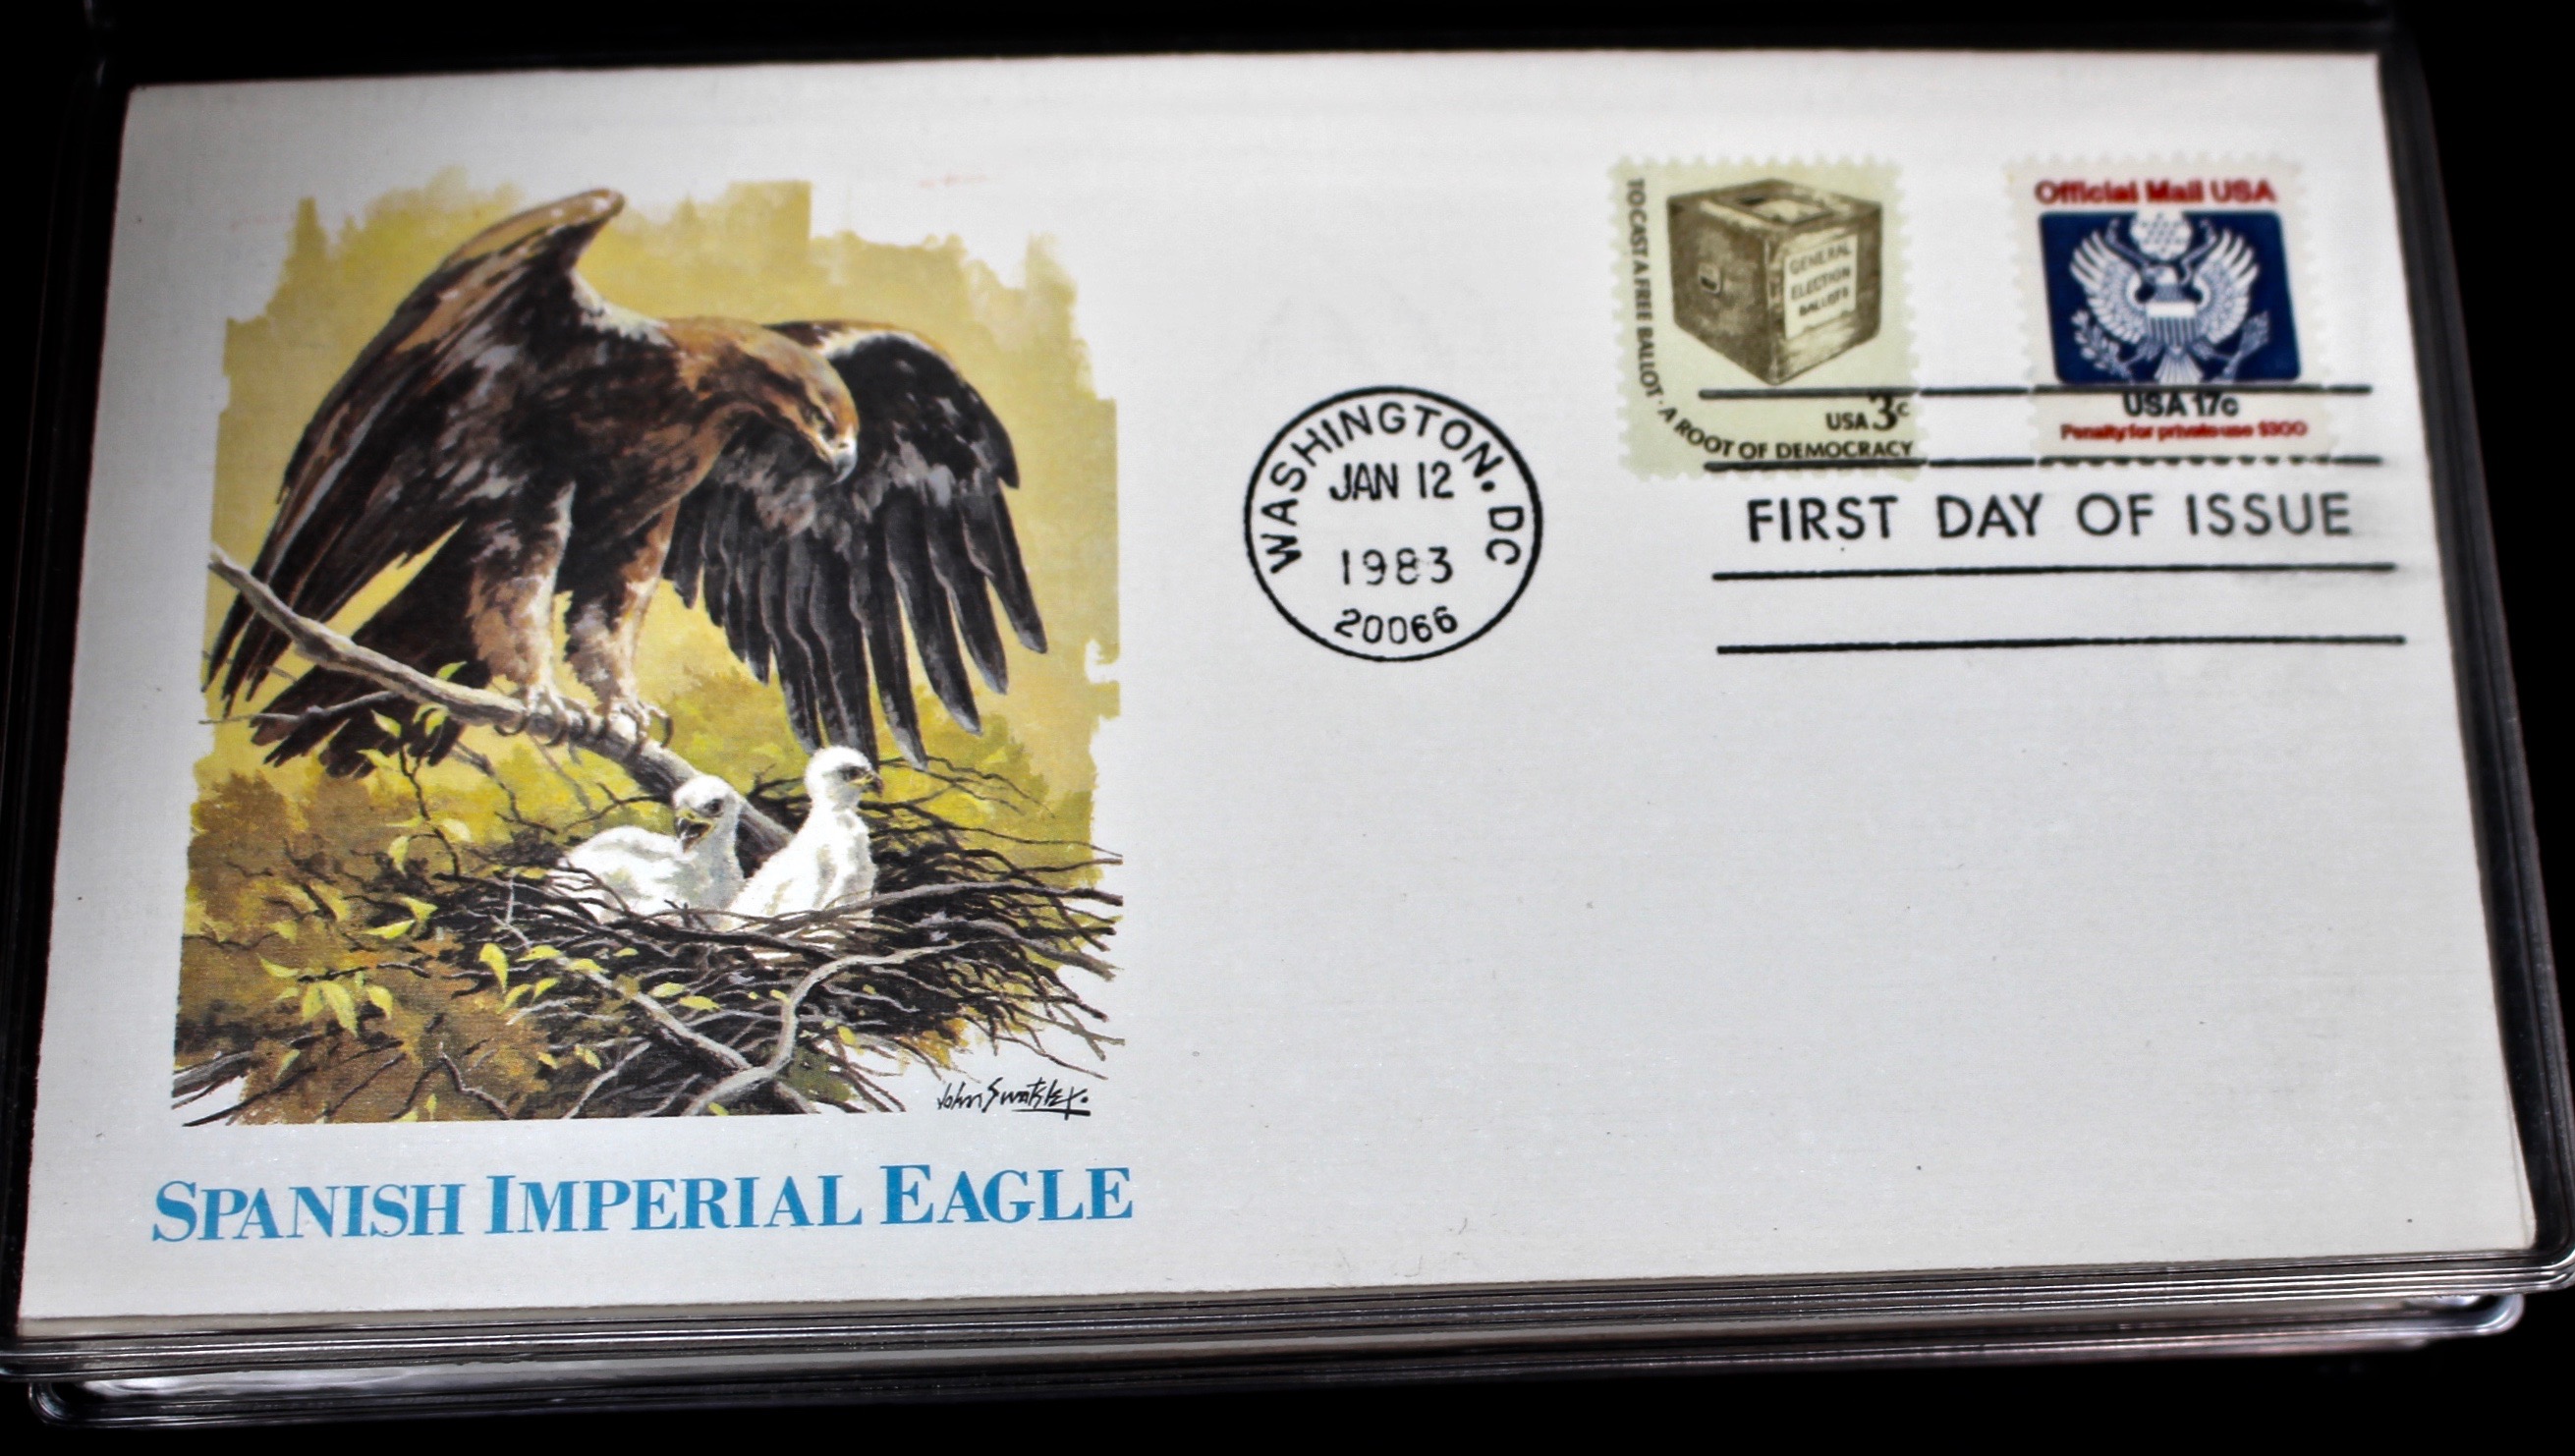 TO CAST A FREE BALLOT · A ROOT OF DEMOCRACY
GENERAL
ELECTION
BALLOTS
USA 3c
Official Mail USA
USA 17c
Penalty for private use $300
WASHINGTON, DC
JAN 12
1983
20066
FIRST DAY OF ISSUE
John Swatsley.
SPANISH IMPERIAL EAGLE